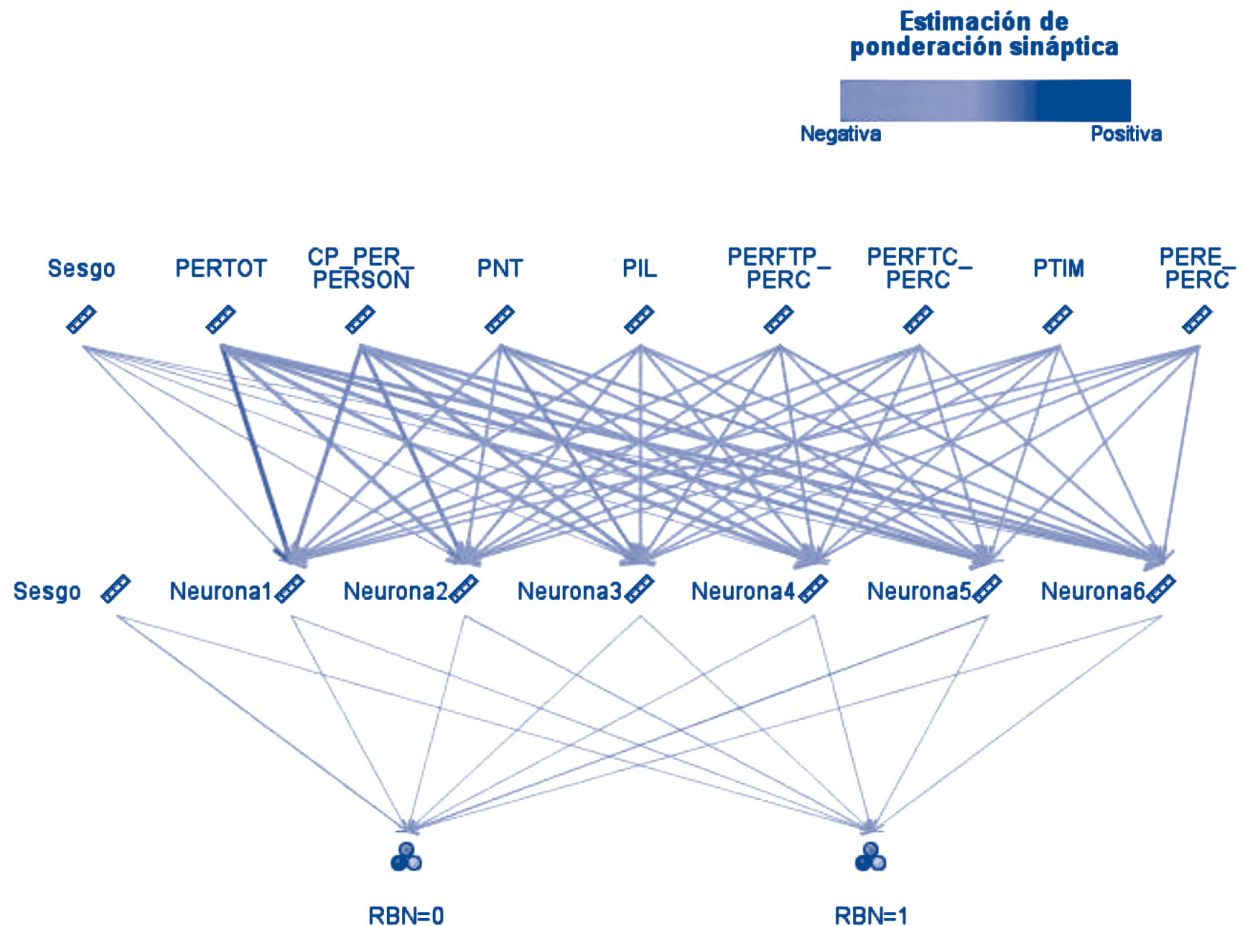 Estimación de
ponderación sináptica
Negativa Positiva
Sesgo PERTOT CP_PER_
PERSON PNT PIL PERFTP_
PERC PERFTC_
PERC PTIM PERE_
PERC
Sesgo Neurona1 Neurona2 Neurona3 Neurona4 Neurona5 Neurona6
RBN=0 RBN=1